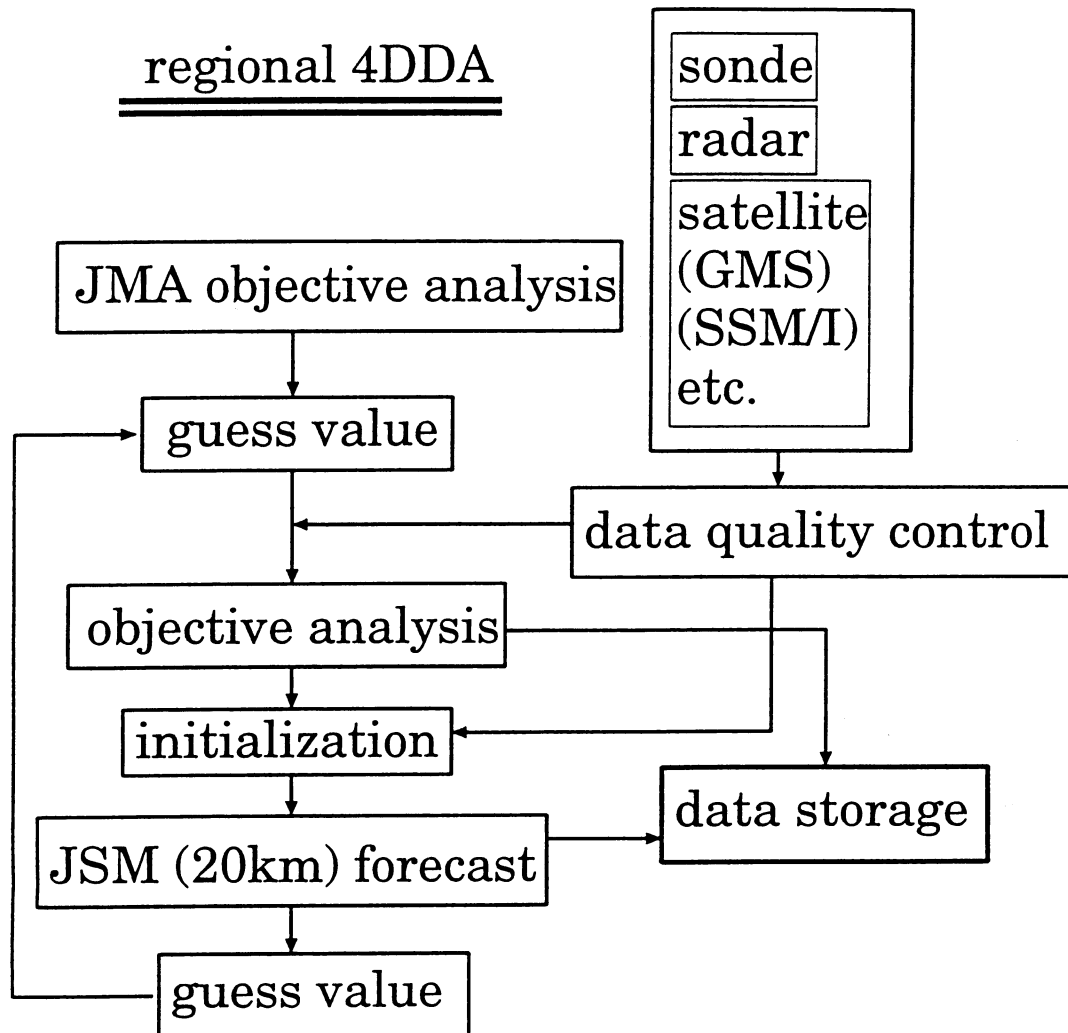 regional 4DDA
sonde
radar
satellite
(GMS)
(SSM/I)
etc.
JMA objective analysis
guess value
data quality control
objective analysis
initialization
data storage
JSM (20km) forecast
guess value